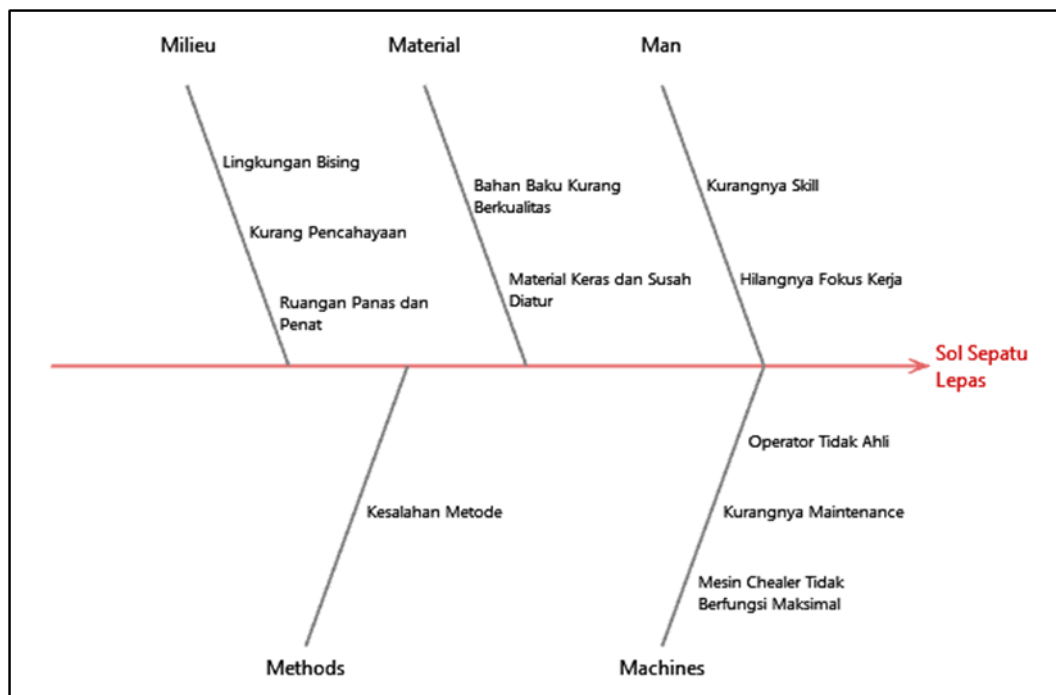 Milieu
Material
Man
Lingkungan Bising
Kurang Pencahayaan
Ruangan Panas dan
Penat
Bahan Baku Kurang
Berkualitas
Material Keras dan Susah
Diatur
Kurangnya Skill
Hilangnya Fokus Kerja
Sol Sepatu
Lepas
Kesalahan Metode
Operator Tidak Ahli
Kurangnya Maintenance
Mesin Chealer Tidak
Berfungsi Maksimal
Methods
Machines